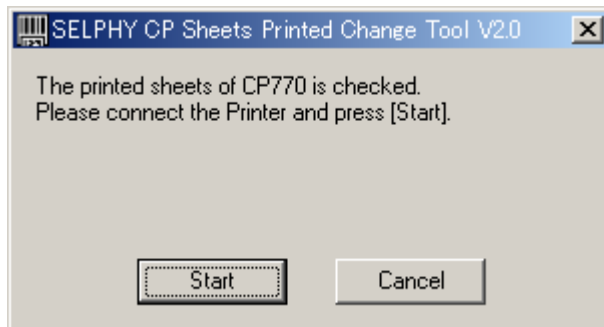 SELPHY CP Sheets Printed Change Tool V2.0
The printed sheets of CP770 is checked.
Please connect the Printer and press [Start].
Start
Cancel